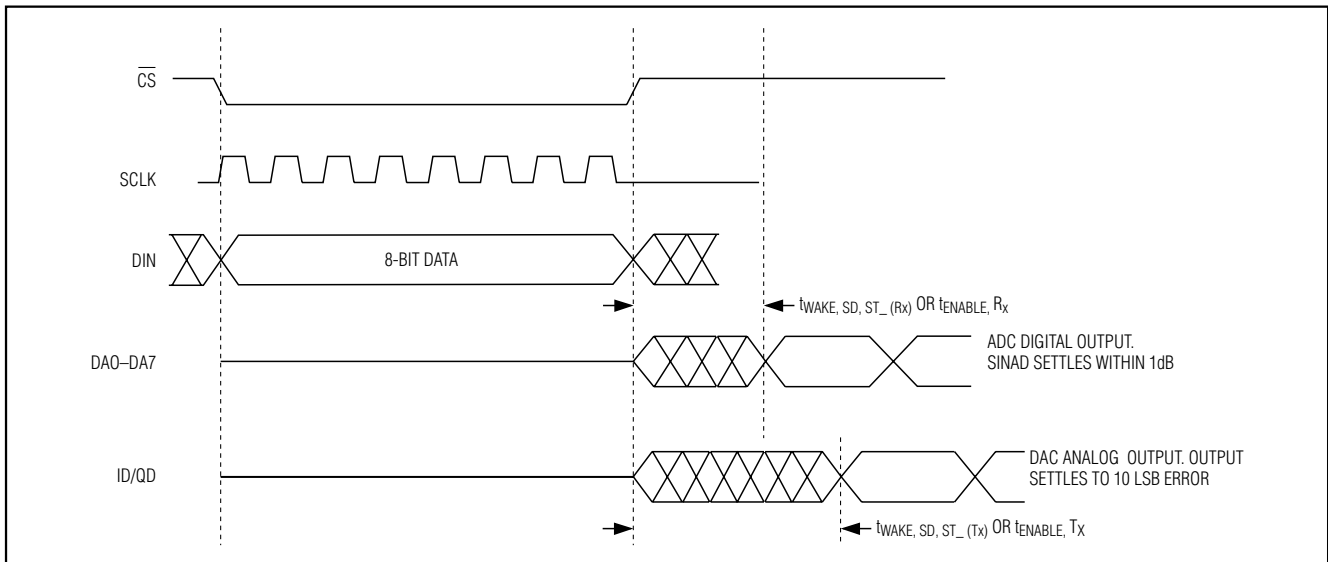 CS
SCLK
DIN
8-BIT DATA
tWAKE, SD, ST_ (Rx) OR tENABLE, RX
DAO–DA7
ADC DIGITAL OUTPUT.
SINAD SETTLES WITHIN 1dB
ID/QD
DAC ANALOG OUTPUT. OUTPUT
SETTLES TO 10 LSB ERROR
tWAKE, SD, ST_ (Tx) OR tENABLE, TX